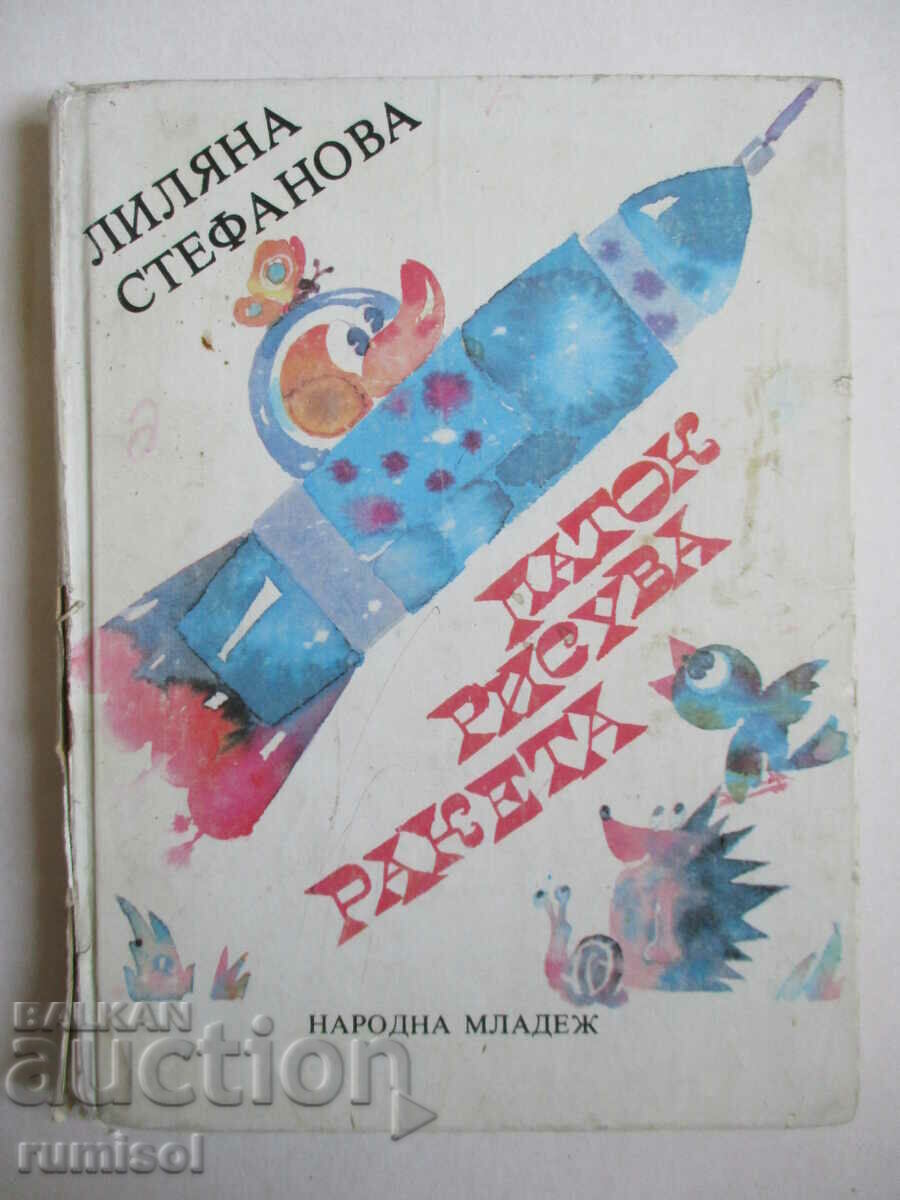 ЛИЛЯНА
СТЕФАНОВА
ПАТОК
РИСУВА
РАКЕТА
НАРОДНА МЛАДЕЖ
BALKAN
auction
rumisol